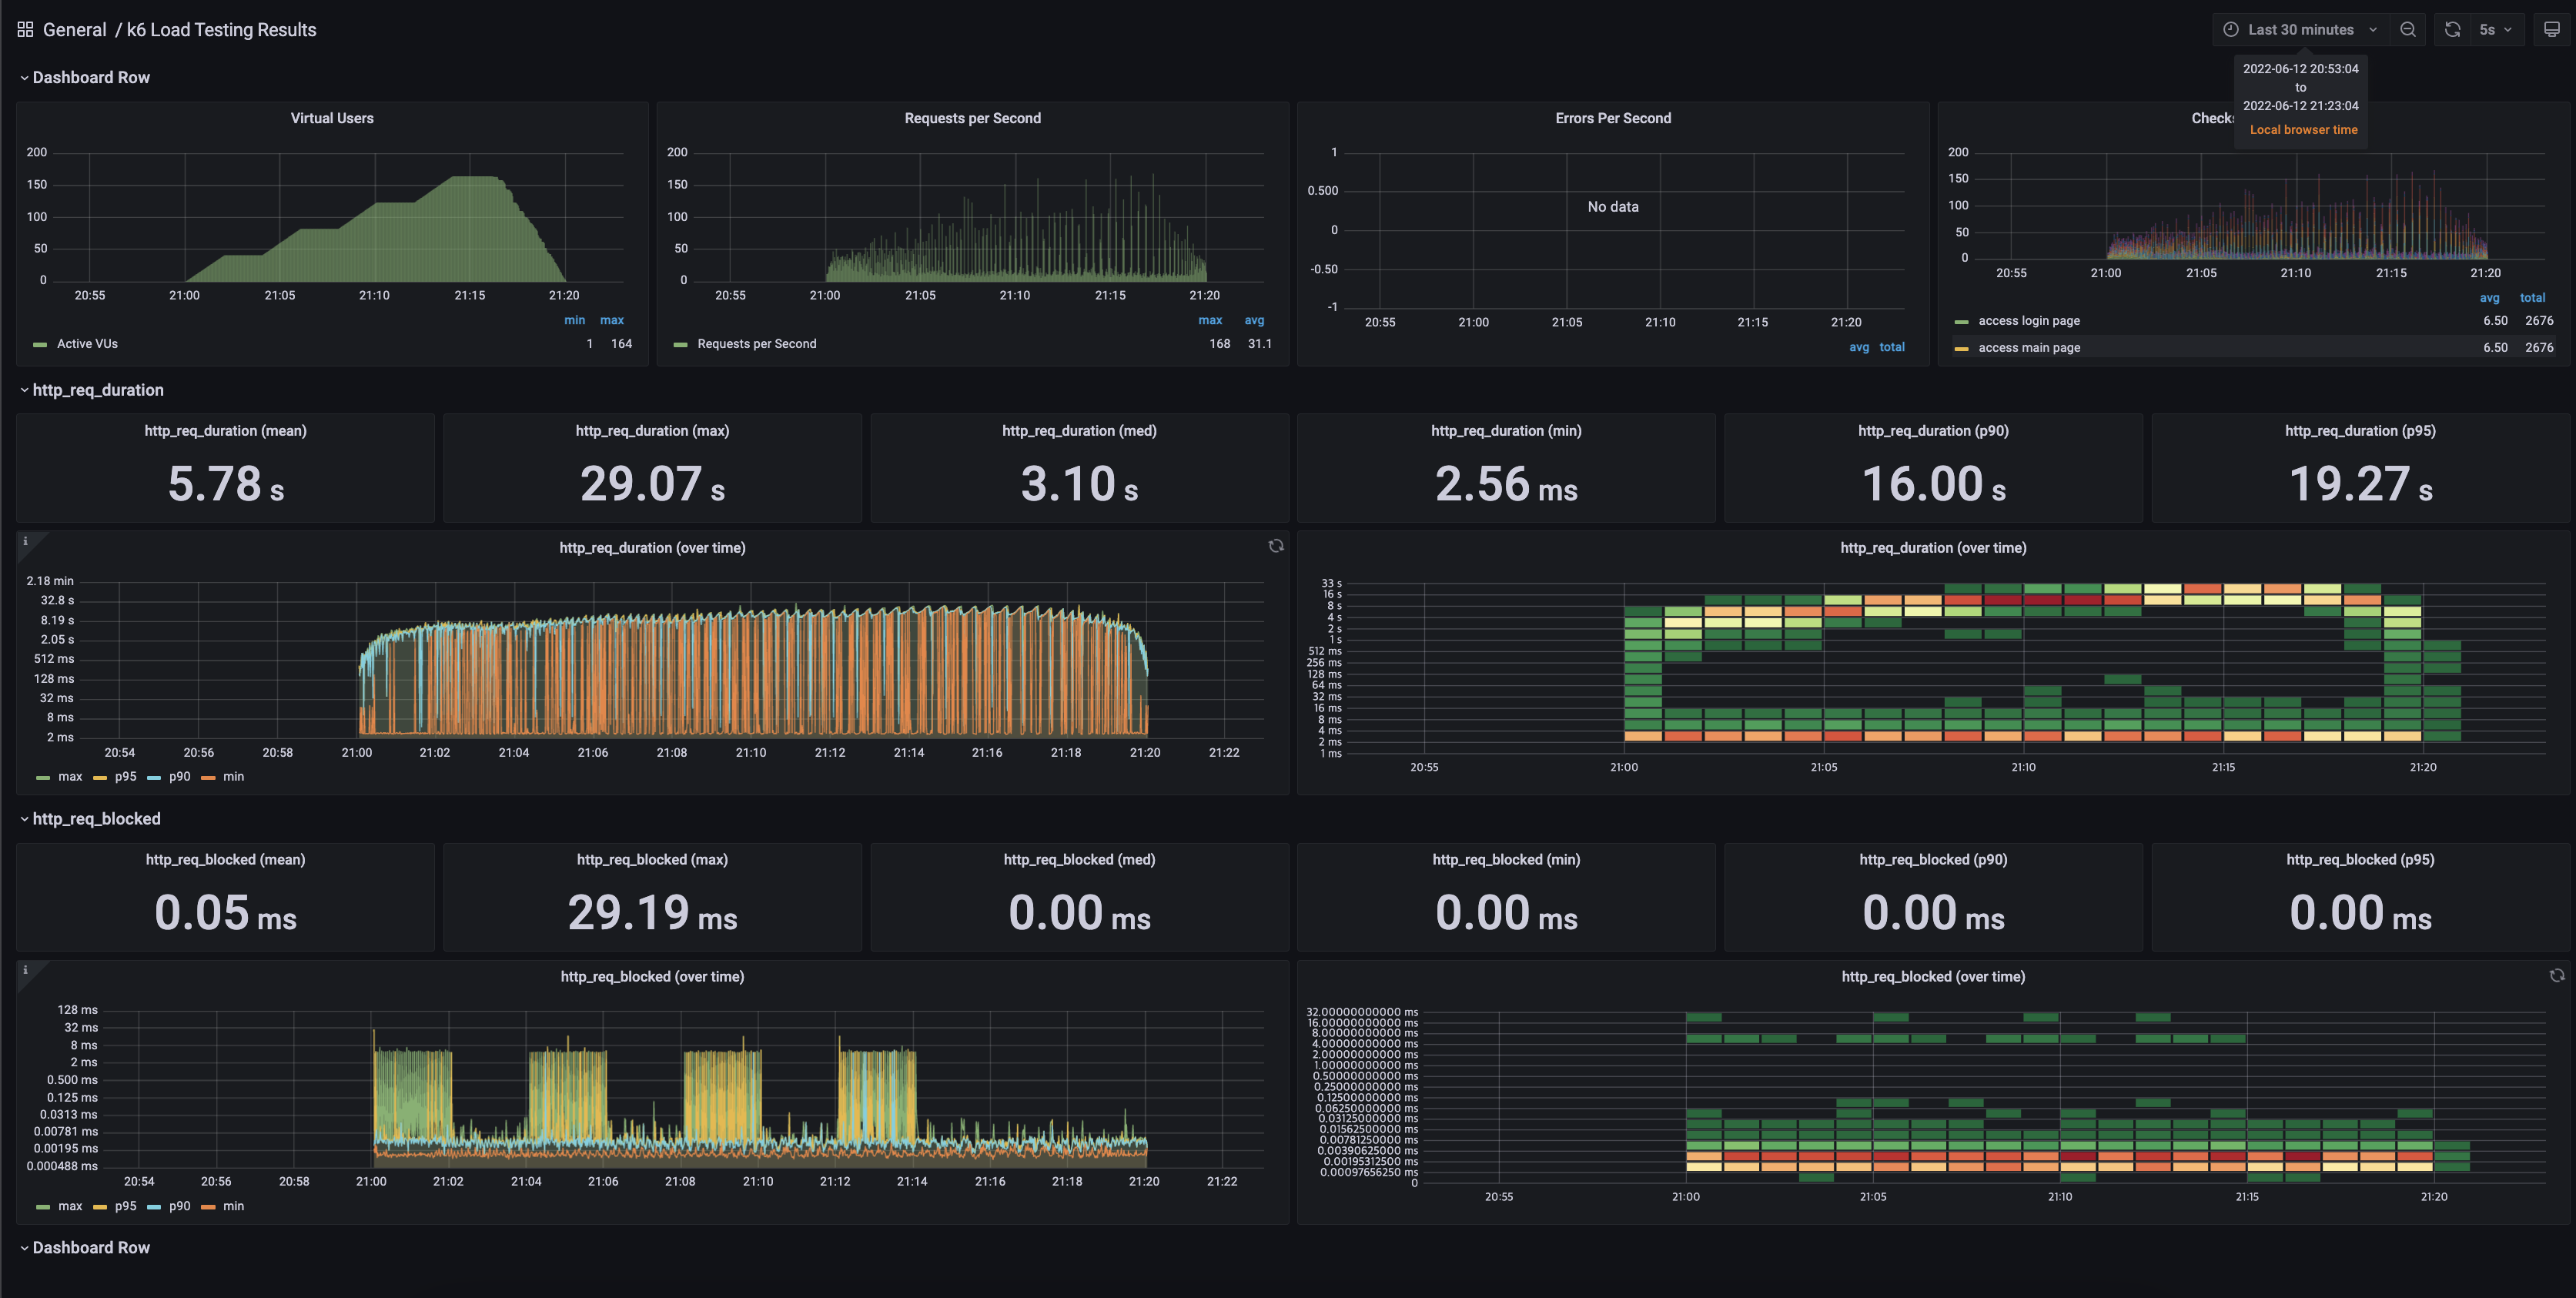 General / k6 Load Testing Results
Last 30 minutes
5s
2022-06-12 20:53:04
to
2022-06-12 21:23:04
Local browser time
Dashboard Row
Virtual Users
200
150
100
50
0
20:55 21:00 21:05 21:10 21:15 21:20
min max
Active VUs 1 164
Requests per Second
200
150
100
50
0
20:55 21:00 21:05 21:10 21:15 21:20
max avg
Requests per Second 168 31.1
Errors Per Second
1
0.500
0
-0.50
-1
No data
20:55 21:00 21:05 21:10 21:15 21:20
avg total
Checks
200
150
100
50
0
20:55 21:00 21:05 21:10 21:15 21:20
avg total
access login page 6.50 2676
access main page 6.50 2676
http_req_duration
http_req_duration (mean)
5.78 s
http_req_duration (max)
29.07 s
http_req_duration (med)
3.10 s
http_req_duration (min)
2.56 ms
http_req_duration (p90)
16.00 s
http_req_duration (p95)
19.27 s
http_req_duration (over time)
2.18 min
32.8 s
8.19 s
2.05 s
512 ms
128 ms
32 ms
8 ms
2 ms
20:54 20:56 20:58 21:00 21:02 21:04 21:06 21:08 21:10 21:12 21:14 21:16 21:18 21:20 21:22
max p95 p90 min
http_req_duration (over time)
33 s
16 s
8 s
4 s
2 s
1 s
512 ms
256 ms
128 ms
64 ms
32 ms
16 ms
8 ms
4 ms
2 ms
1 ms
20:55 21:00 21:05 21:10 21:15 21:20
http_req_blocked
http_req_blocked (mean)
0.05 ms
http_req_blocked (max)
29.19 ms
http_req_blocked (med)
0.00 ms
http_req_blocked (min)
0.00 ms
http_req_blocked (p90)
0.00 ms
http_req_blocked (p95)
0.00 ms
http_req_blocked (over time)
128 ms
32 ms
8 ms
2 ms
0.500 ms
0.125 ms
0.0313 ms
0.00781 ms
0.00195 ms
0.000488 ms
20:54 20:56 20:58 21:00 21:02 21:04 21:06 21:08 21:10 21:12 21:14 21:16 21:18 21:20 21:22
max p95 p90 min
http_req_blocked (over time)
32.00000000000 ms
16.00000000000 ms
8.00000000000 ms
4.00000000000 ms
2.00000000000 ms
1.00000000000 ms
0.50000000000 ms
0.25000000000 ms
0.12500000000 ms
0.06250000000 ms
0.03125000000 ms
0.01562500000 ms
0.00781250000 ms
0.00390625000 ms
0.00195312500 ms
0.00097656250 ms
0
20:55 21:00 21:05 21:10 21:15 21:20
Dashboard Row